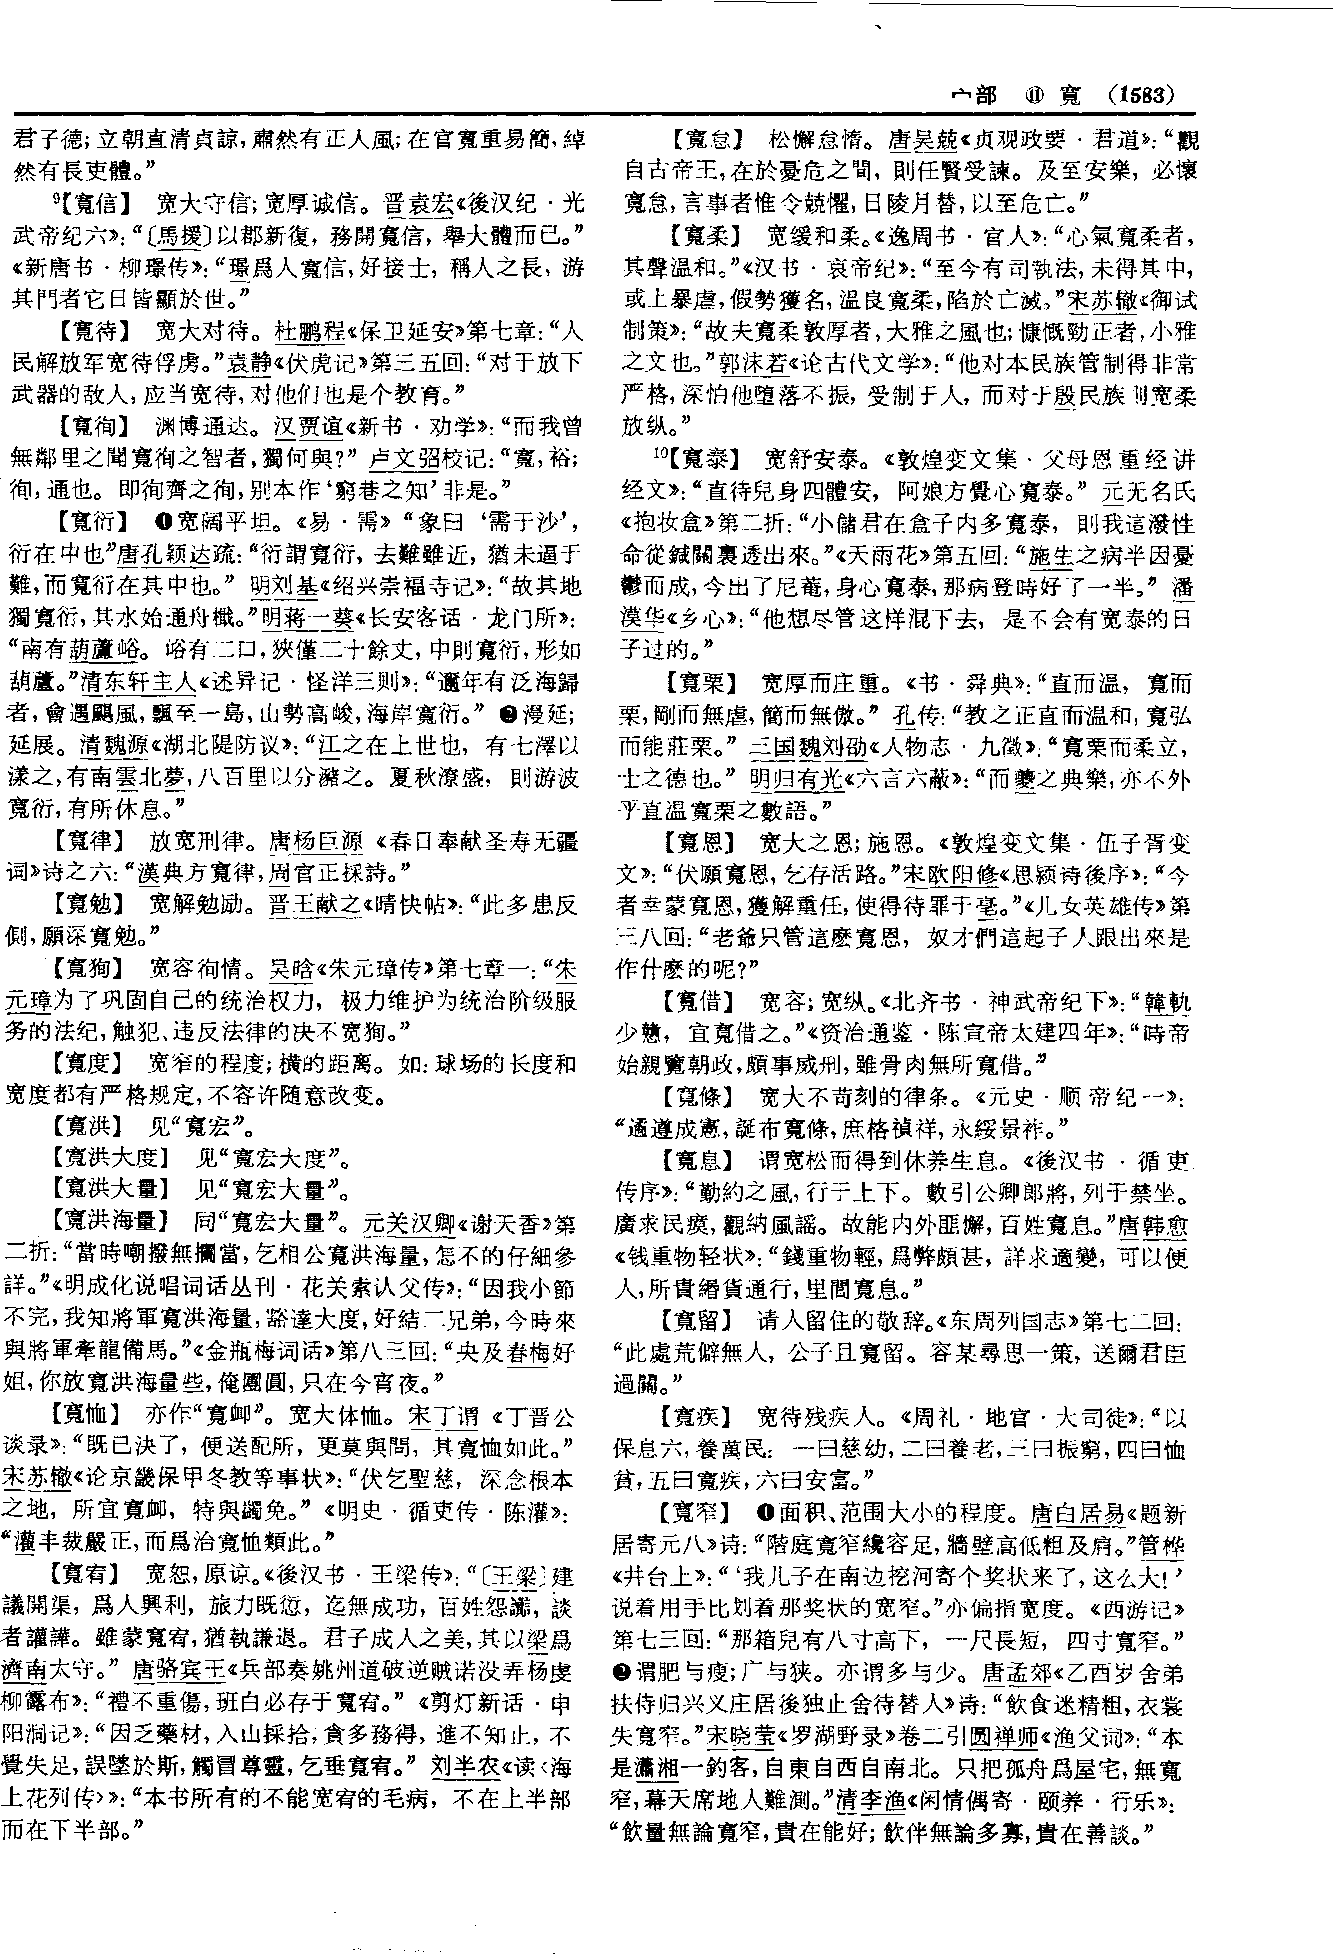 宀部　⑪　寬　（1583）
君子德；立朝直清貞諒，肅然有正人風；在官寬重易簡，綽
然有長吏體。”
⁹【寬信】　宽大守信；宽厚诚信。晋袁宏《後汉纪·光
武帝纪六》：“〔馬援〕以郡新復，務開寬信，舉大體而已。”
《新唐书·柳璟传》：“璟爲人寬信，好接士，稱人之長，游
其門者它日皆顯於世。”
【寬待】　宽大对待。杜鹏程《保卫延安》第七章：“人
民解放军宽待俘虏。”袁静《伏虎记》第三五回：“对于放下
武器的敌人，应当宽待，对他们也是个教育。”
【寬徇】　渊博通达。汉贾谊《新书·劝学》：“而我曾
無鄰里之聞寬徇之智者，獨何與？”卢文弨校记：“寬，裕；
徇，通也。即徇齊之徇，别本作‘窮巷之知’非是。”
【寬衍】　❶宽阔平坦。《易·需》“象曰‘需于沙’，
衍在中也”唐孔颖达疏：“衍謂寬衍，去難雖近，猶未逼于
難，而寬衍在其中也。”明刘基《绍兴崇福寺记》：“故其地
獨寬衍，其水始通舟檝。”明蒋一葵《长安客话·龙门所》：
“南有葫蘆峪。峪有二口，狹僅二十餘丈，中則寬衍，形如
葫蘆。”清东轩主人《述异记·怪洋三则》：“邇年有泛海歸
者，會遇颶風，飄至一島，山勢高峻，海岸寬衍。”❷漫延；
延展。清魏源《湖北隄防议》：“江之在上世也，有七澤以
漾之，有南雲北夢，八百里以分瀦之。夏秋潦盛，則游波
寬衍，有所休息。”
【寬律】　放宽刑律。唐杨巨源《春日奉献圣寿无疆
词》诗之六：“漢典方寬律，周官正採詩。”
【寬勉】　宽解勉励。晋王献之《晴快帖》：“此多患反
側，願深寬勉。”
【寬狥】　宽容徇情。吴晗《朱元璋传》第七章一：“朱
元璋为了巩固自己的统治权力，极力维护为统治阶级服
务的法纪，触犯、违反法律的决不宽狥。”
【寬度】　宽窄的程度；横的距离。如：球场的长度和
宽度都有严格规定，不容许随意改变。
【寬洪】　见“寬宏”。
【寬洪大度】　见“寬宏大度”。
【寬洪大量】　见“寬宏大量”。
【寬洪海量】　同“寬宏大量”。元关汉卿《谢天香》第
二折：“當時嘲撥無攔當，乞相公寬洪海量，怎不的仔細參
詳。”《明成化说唱词话丛刊·花关索认父传》：“因我小節
不完，我知將軍寬洪海量，豁達大度，好結二兄弟，今時來
與將軍牽龍備馬。”《金瓶梅词话》第八三回：“央及春梅好
姐，你放寬洪海量些，俺團圓，只在今宵夜。”
【寬恤】　亦作“寬卹”。宽大体恤。宋丁谓《丁晋公
谈录》：“既已決了，便送配所，更莫與問，其寬恤如此。”
宋苏辙《论京畿保甲冬教等事状》：“伏乞聖慈，深念根本
之地，所宜寬卹，特與蠲免。”《明史·循吏传·陈灌》：
“灌丰裁嚴正，而爲治寬恤類此。”
【寬宥】　宽恕，原谅。《後汉书·王梁传》：“〔王梁〕建
議開渠，爲人興利，旅力既愆，迄無成功，百姓怨讟，談
者讙譁。雖蒙寬宥，猶執謙退。君子成人之美，其以梁爲
濟南太守。”唐骆宾王《兵部奏姚州道破逆贼诺没弄杨虔
柳露布》：“禮不重傷，班白必存于寬宥。”《剪灯新话·申
阳洞记》：“因乏藥材，入山採拾，貪多務得，進不知止，不
覺失足，誤墜於斯，觸冒尊靈，乞垂寬宥。”刘半农《读〈海
上花列传〉》：“本书所有的不能宽宥的毛病，不在上半部
而在下半部。”
【寬怠】　松懈怠惰。唐吴兢《贞观政要·君道》：“觀
自古帝王，在於憂危之間，則任賢受諫。及至安樂，必懷
寬怠，言事者惟令兢懼，日陵月替，以至危亡。”
【寬柔】　宽缓和柔。《逸周书·官人》：“心氣寬柔者，
其聲温和。”《汉书·哀帝纪》：“至今有司執法，未得其中，
或上暴虐，假勢獲名，温良寬柔，陷於亡滅。”宋苏辙《御试
制策》：“故夫寬柔敦厚者，大雅之風也；慷慨勁正者，小雅
之文也。”郭沫若《论古代文学》：“他对本民族管制得非常
严格，深怕他堕落不振，受制于人，而对于殷民族则宽柔
放纵。”
¹⁰【寬泰】　宽舒安泰。《敦煌变文集·父母恩重经讲
经文》：“直待兒身四體安，阿娘方覺心寬泰。”元无名氏
《抱妆盒》第二折：“小儲君在盒子内多寬泰，則我這潑性
命從鍼關裏透出來。”《天雨花》第五回：“施生之病半因憂
鬱而成，今出了尼菴，身心寬泰，那病登時好了一半。”潘
漠华《乡心》：“他想尽管这样混下去，是不会有宽泰的日
子过的。”
【寬栗】　宽厚而庄重。《书·舜典》：“直而温，寬而
栗，剛而無虐，簡而無傲。”孔传：“教之正直而温和，寬弘
而能莊栗。”三国魏刘劭《人物志·九徵》：“寬栗而柔立，
土之德也。”明归有光《六言六蔽》：“而夔之典樂，亦不外
乎直温寬栗之數語。”
【寬恩】　宽大之恩；施恩。《敦煌变文集·伍子胥变
文》：“伏願寬恩，乞存活路。”宋欧阳修《思颍诗後序》：“今
者幸蒙寬恩，獲解重任，使得待罪于亳。”《儿女英雄传》第
三八回：“老爺只管這麽寬恩，奴才們這起子人跟出來是
作什麽的呢？”
【寬借】　宽容；宽纵。《北齐书·神武帝纪下》：“韓軌
少戇，宜寬借之。”《资治通鉴·陈宣帝太建四年》：“時帝
始親覽朝政，頗事威刑，雖骨肉無所寬借。”
【寬條】　宽大不苛刻的律条。《元史·顺帝纪一》：
“遹遵成憲，誕布寬條，庶格禎祥，永綏景祚。”
【寬息】　谓宽松而得到休养生息。《後汉书·循吏
传序》：“勤約之風，行于上下。數引公卿郎將，列于禁坐。
廣求民瘼，觀納風謡。故能内外匪懈，百姓寬息。”唐韩愈
《钱重物轻状》：“錢重物輕，爲弊頗甚，詳求適變，可以便
人，所貴緡貨通行，里閭寬息。”
【寬留】　请人留住的敬辞。《东周列国志》第七二回：
“此處荒僻無人，公子且寬留。容某尋思一策，送爾君臣
過關。”
【寬疾】　宽待残疾人。《周礼·地官·大司徒》：“以
保息六，養萬民：一曰慈幼，二曰養老，三曰振窮，四曰恤
貧，五曰寬疾，六曰安富。”
【寬窄】　❶面积、范围大小的程度。唐白居易《题新
居寄元八》诗：“階庭寬窄纔容足，牆壁高低粗及肩。”管桦
《井台上》：“‘我儿子在南边挖河寄个奖状来了，这么大！’
说着用手比划着那奖状的宽窄。”亦偏指宽度。《西游记》
第七三回：“那箱兒有八寸高下，一尺長短，四寸寬窄。”
❷谓肥与瘦；广与狭。亦谓多与少。唐孟郊《乙酉岁舍弟
扶侍归兴义庄居後独止舍待替人》诗：“飲食迷精粗，衣裳
失寬窄。”宋晓莹《罗湖野录》卷二引圆禅师《渔父词》：“本
是瀟湘一釣客，自東自西自南北。只把孤舟爲屋宅，無寬
窄，幕天席地人難測。”清李渔《闲情偶寄·颐养·行乐》：
“飲量無論寬窄，貴在能好；飲伴無論多寡，貴在善談。”